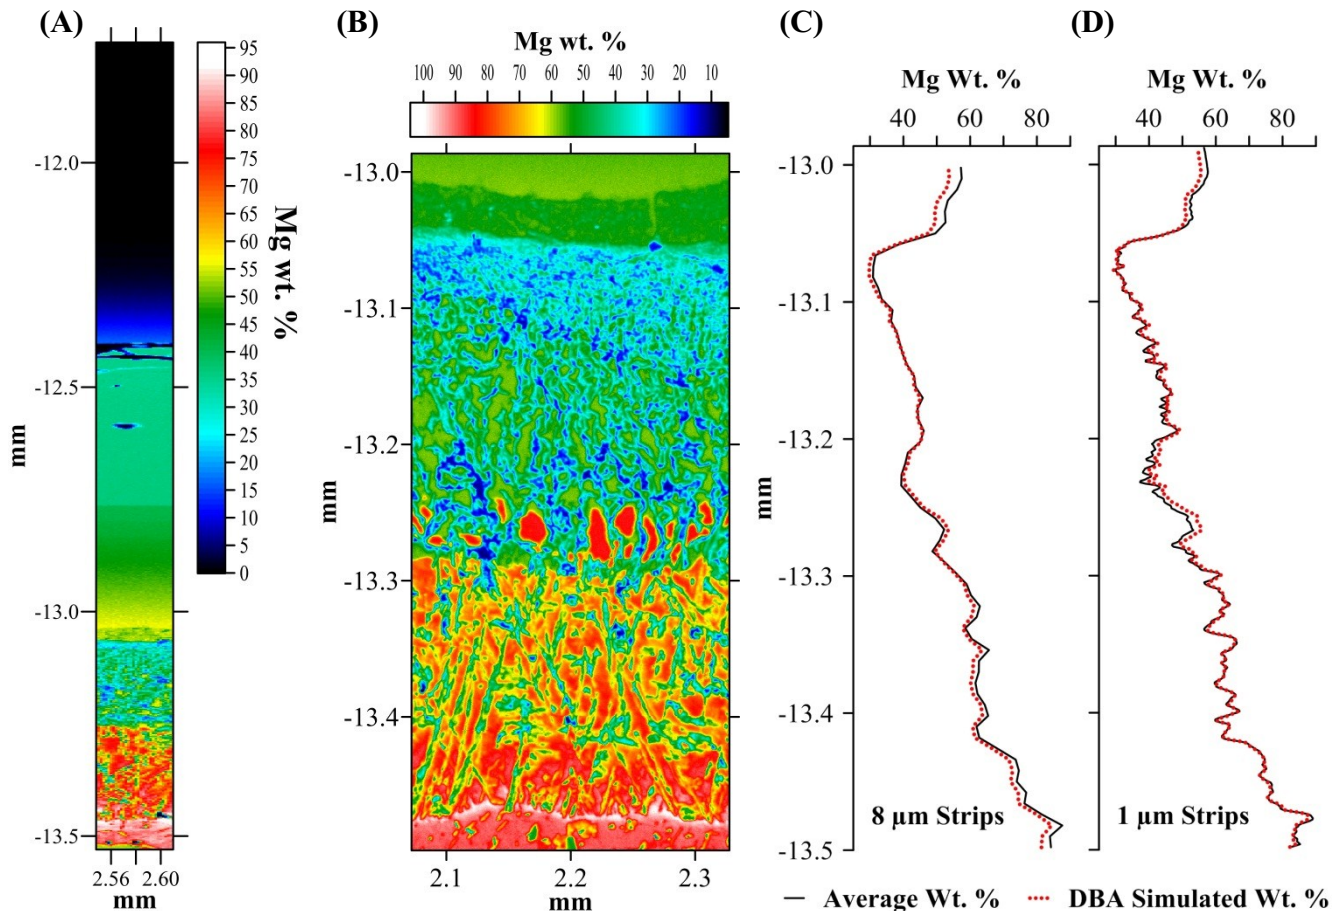 (A)
(B)
(C)
(D)
95
90
85
80
75
70
65
60
55
50
45
40
35
30
25
20
15
10
5
0
Mg wt. %
-12.0
-12.5
-13.0
-13.5
mm
2.56 2.60
mm
Mg wt. %
100 90 80 70 60 50 40 30 20 10
-13.0
-13.1
-13.2
-13.3
-13.4
mm
2.1 2.2 2.3
mm
Mg Wt. %
40 60 80
-13.0
-13.1
-13.2
-13.3
-13.4
-13.5
mm
8 µm Strips
Mg Wt. %
40 60 80
1 µm Strips
Average Wt. % DBA Simulated Wt. %